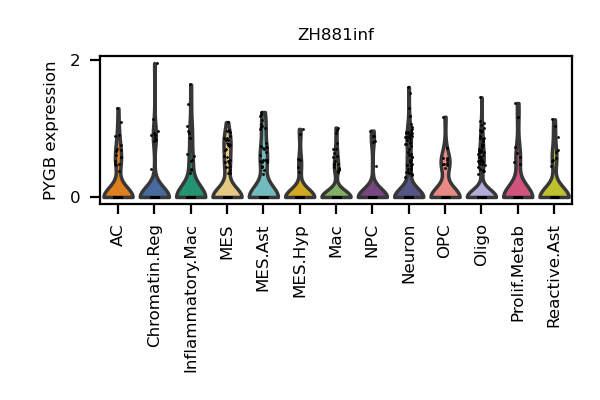 ZH881inf
PYGB expression
2
0
AC
Chromatin.Reg
Inflammatory.Mac
MES
MES.Ast
MES.Hyp
Mac
NPC
Neuron
OPC
Oligo
Prolif.Metab
Reactive.Ast